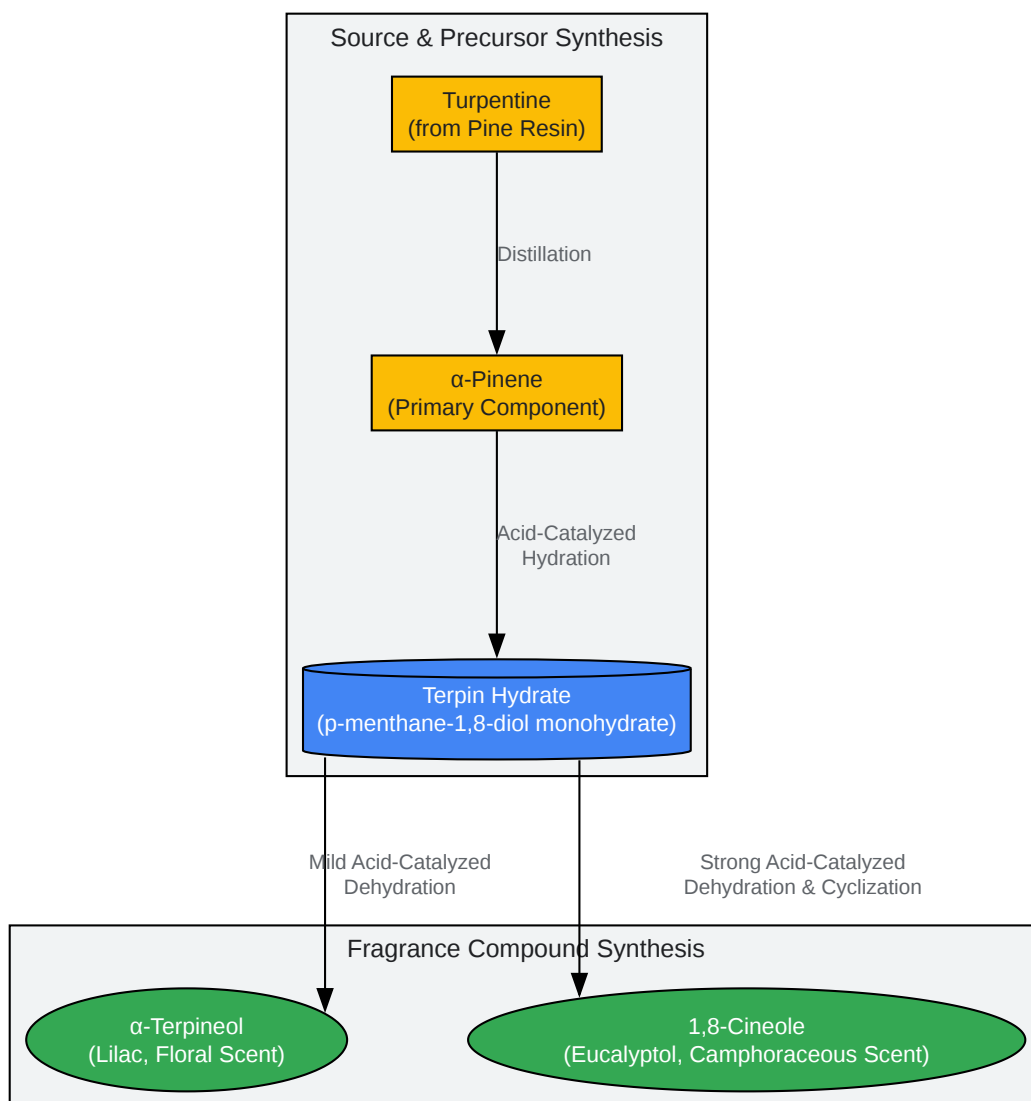 Source & Precursor Synthesis
Turpentine
(from Pine Resin)
Distillation
α-Pinene
(Primary Component)
Acid-Catalyzed
Hydration
Terpin Hydrate
(p-menthane-1,8-diol monohydrate)
Mild Acid-Catalyzed
Dehydration
Strong Acid-Catalyzed
Dehydration & Cyclization
Fragrance Compound Synthesis
α-Terpineol
(Lilac, Floral Scent)
1,8-Cineole
(Eucalyptol, Camphoraceous Scent)